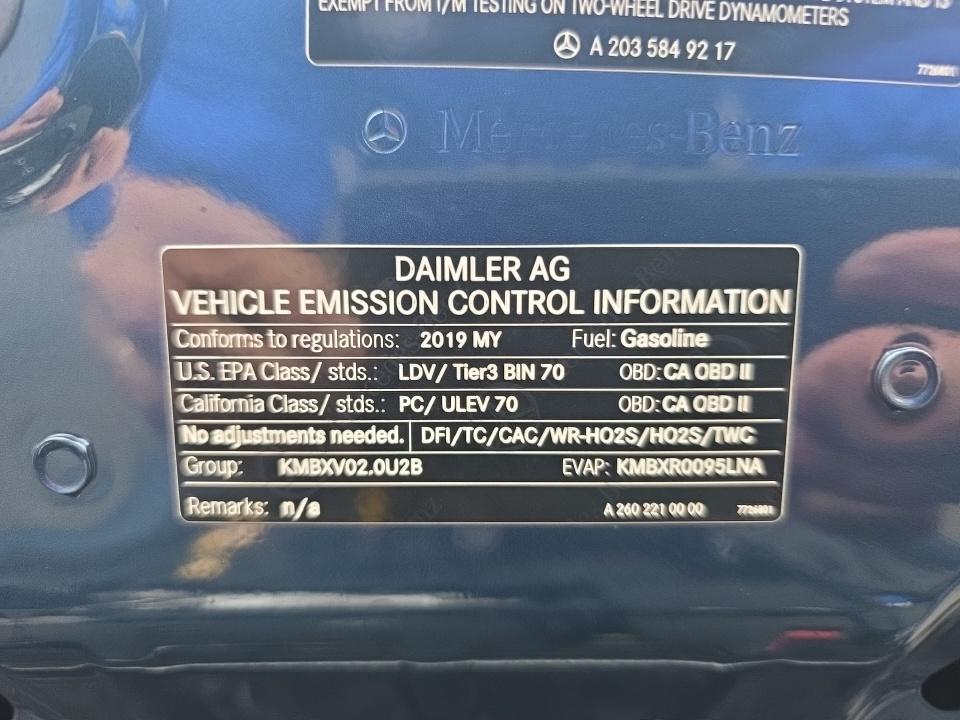 EXEMPT FROM I/M TESTING ON TWO-WHEEL DRIVE DYNAMOMETERS
A 203 584 92 17
7726801
Mercedes-Benz
DAIMLER AG
VEHICLE EMISSION CONTROL INFORMATION
Conforms to regulations: 2019 MY Fuel: Gasoline
U.S. EPA Class/ stds.: LDV/ Tier3 BIN 70 OBD: CA OBD II
California Class/ stds.: PC/ ULEV 70 OBD: CA OBD II
No adjustments needed. DFI/TC/CAC/WR-HO2S/HO2S/TWC
Group: KMBXV02.0U2B EVAP: KMBXR0095LNA
Remarks: n/a A 260 221 00 00 7726801